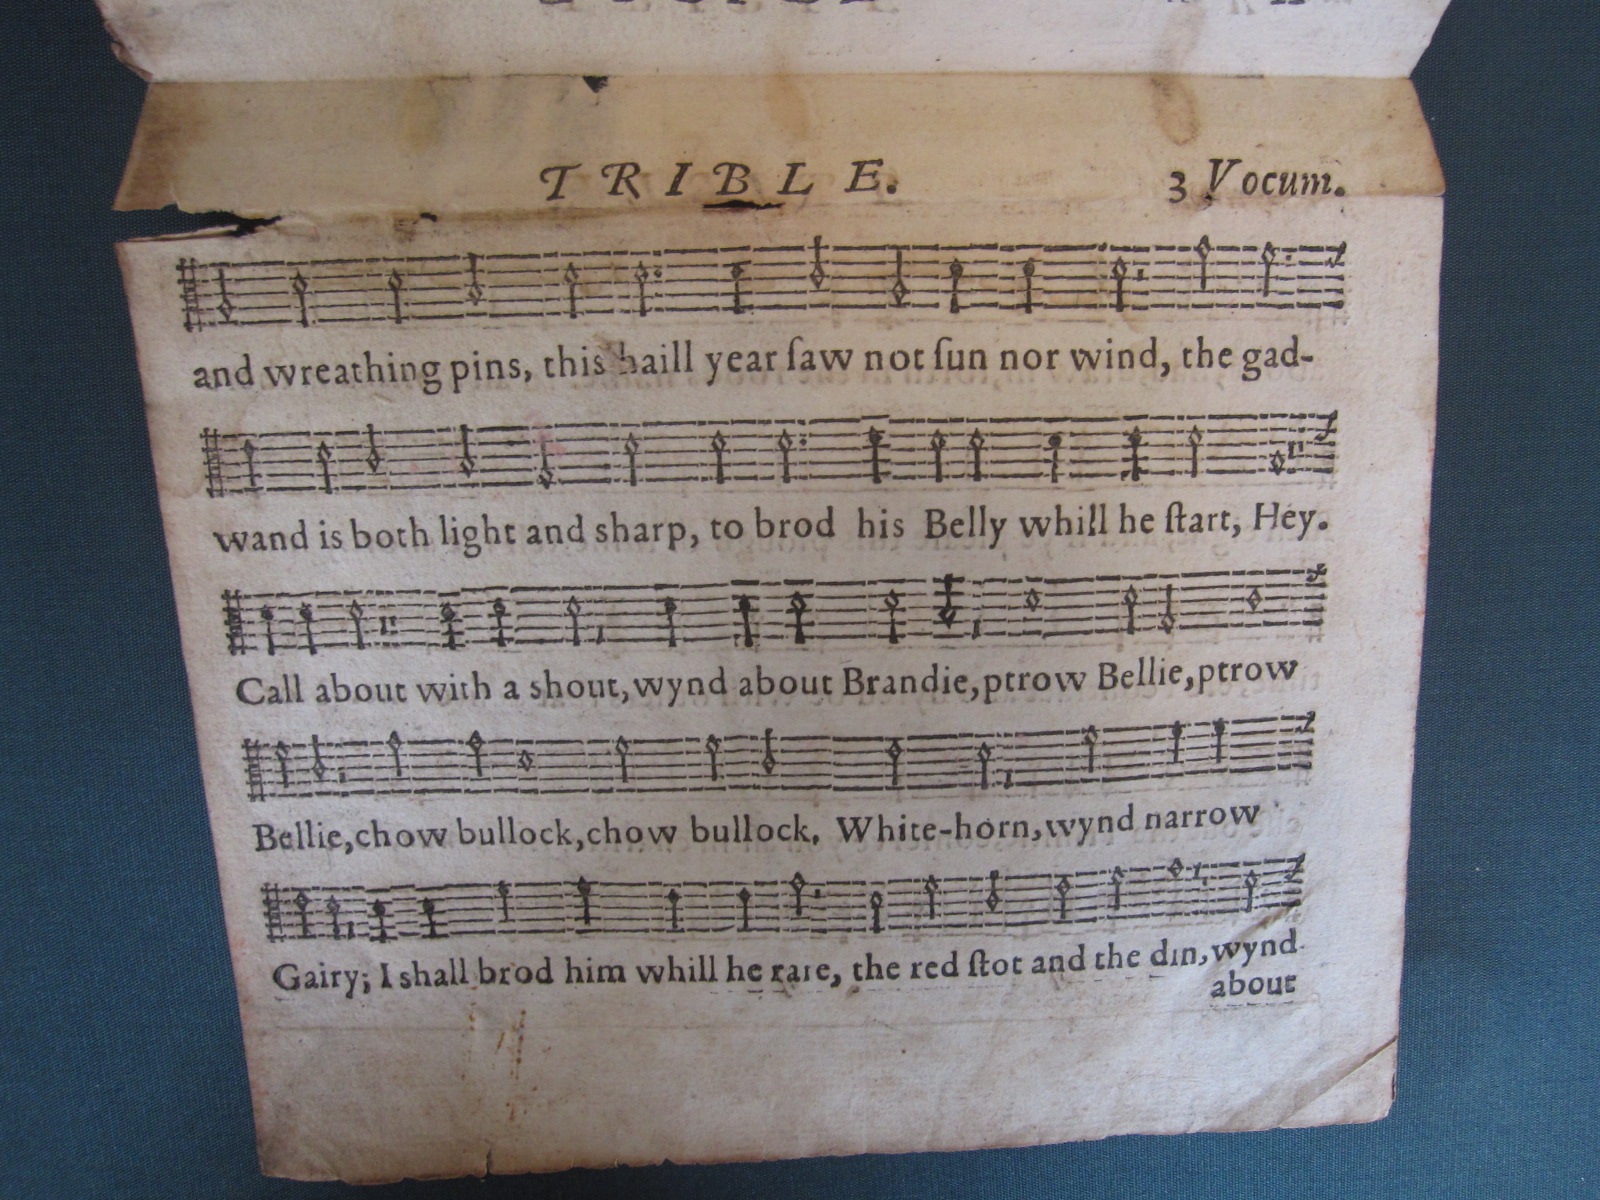 TRIBLE. 3 Vocum.
and wreathing pins, this haill year ſaw not ſun nor wind, the gad-
wand is both light and sharp, to brod his Belly whill he ſtart, Hey.
Call about with a shout, wynd about Brandie, ptrow Bellie, ptrow
Bellie, chow bullock, chow bullock, White-horn, wynd narrow
Gairy; I shall brod him whill he rare, the red ſtot and the din, wynd
about